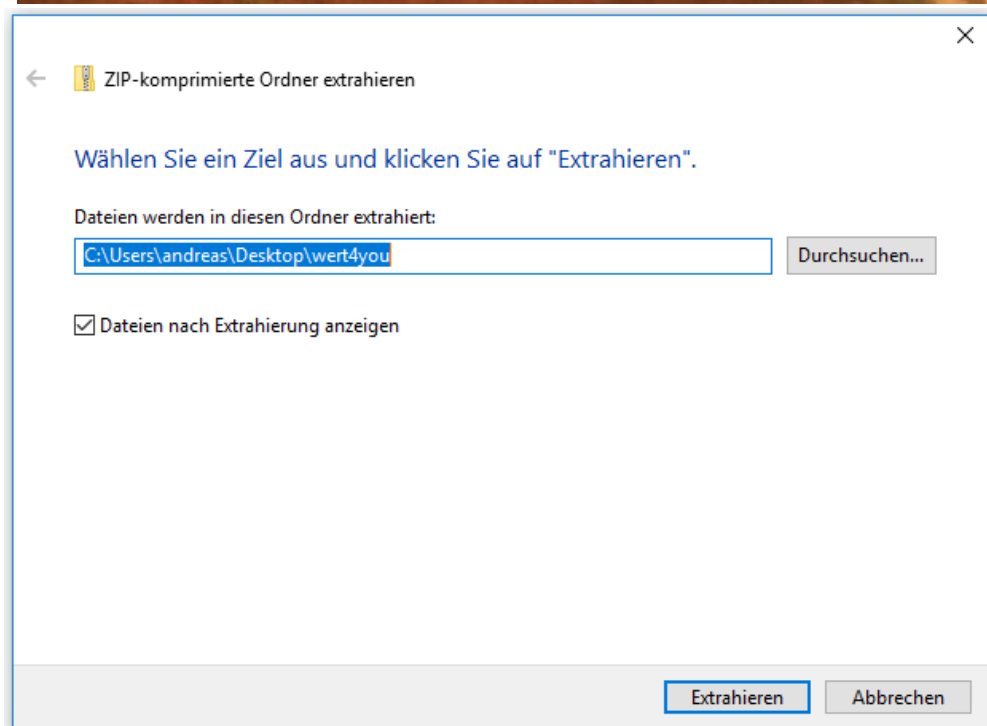 ZIP-komprimierte Ordner extrahieren
Wählen Sie ein Ziel aus und klicken Sie auf "Extrahieren".
Dateien werden in diesen Ordner extrahiert:
C:\Users\andreas\Desktop\wert4you
Durchsuchen...
Dateien nach Extrahierung anzeigen
Extrahieren
Abbrechen